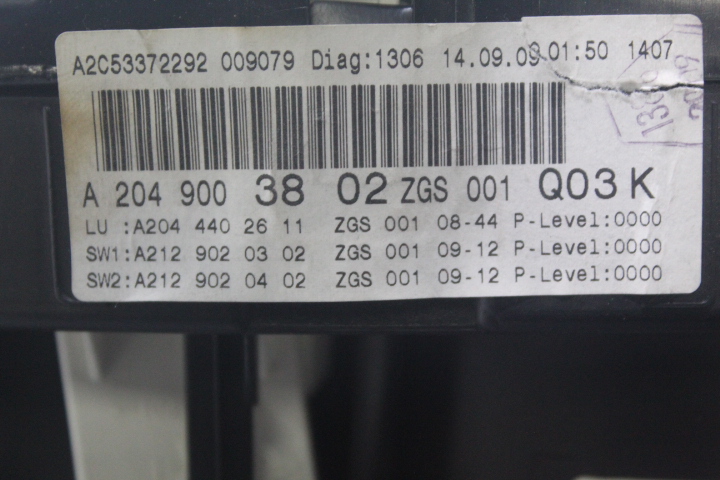 A2C53372292 009079 Diag:1306 14.09.09 01:50 1407
A 204 900 38 02 ZGS 001 Q03 K
LU :A204 440 26 11 ZGS 001 08-44 P-Level:0000
SW1:A212 902 03 02 ZGS 001 09-12 P-Level:0000
SW2:A212 902 04 02 ZGS 001 09-12 P-Level:0000